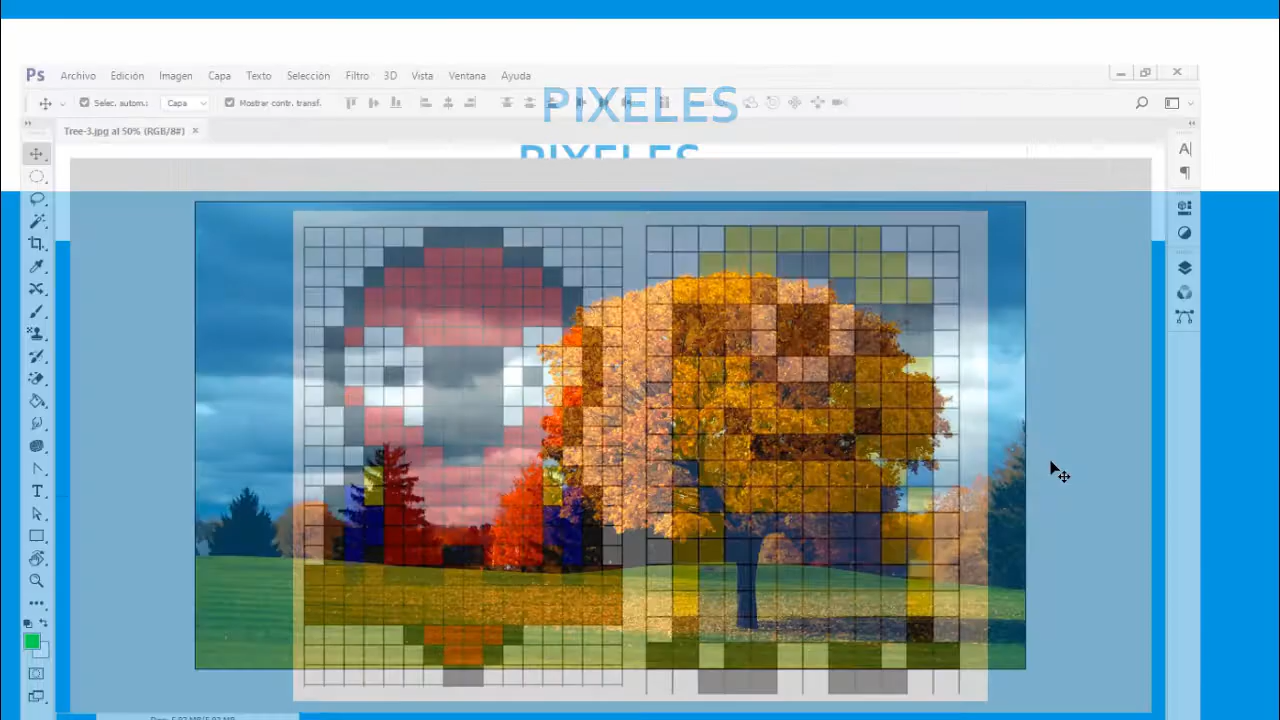 Ps Archivo Edición Imagen Capa Texto Selección Filtro 3D Vista Ventana Ayuda
Selec. autom.: Capa Mostrar contr. transf.
PIXELES
Tree-3.jpg al 50% (RGB/8#) ×
PIXELES